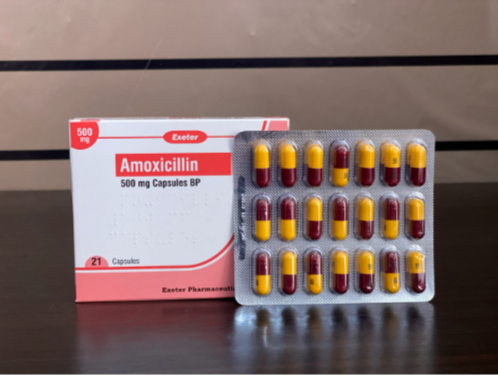 500
mg
Exeter
Amoxicillin
500 mg Capsules BP
21 Capsules
Exeter Pharmaceuti